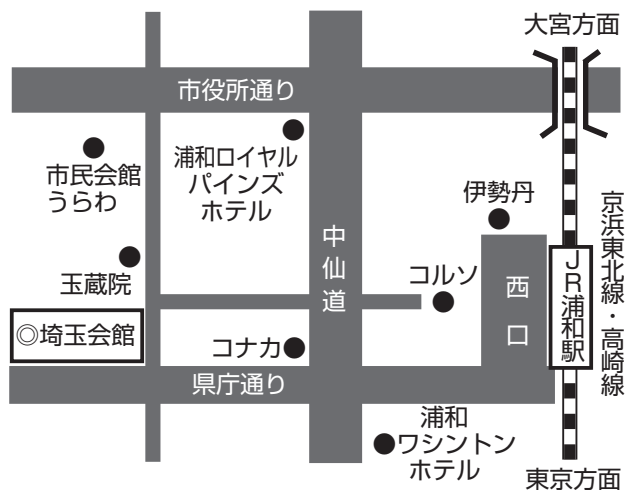 大宮方面
市役所通り
市民会館
うらわ
浦和ロイヤル
パインズ
ホテル
伊勢丹
中仙道
京浜東北線・高崎線
玉蔵院
コルソ
西口
JR浦和駅
◎埼玉会館
コナカ
県庁通り
浦和
ワシントン
ホテル
東京方面